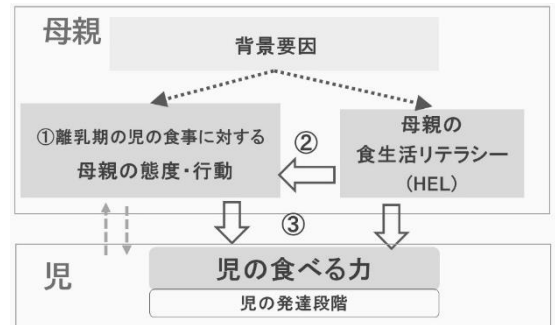 母親
背景要因
①離乳期の児の食事に対する
母親の態度・行動
②
母親の
食生活リテラシー
(HEL)
③
児
児の食べる力
児の発達段階